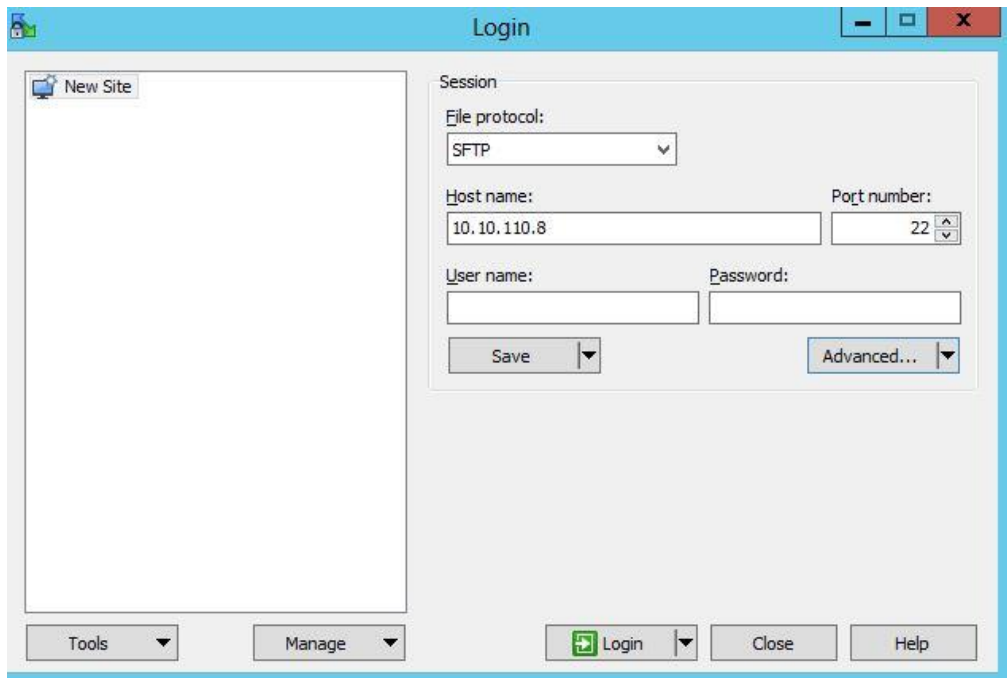 Login
New Site
Session
File protocol:
SFTP
Host name:
Port number:
10.10.110.8
22
User name:
Password:
Save
Advanced...
Tools
Manage
Login
Close
Help